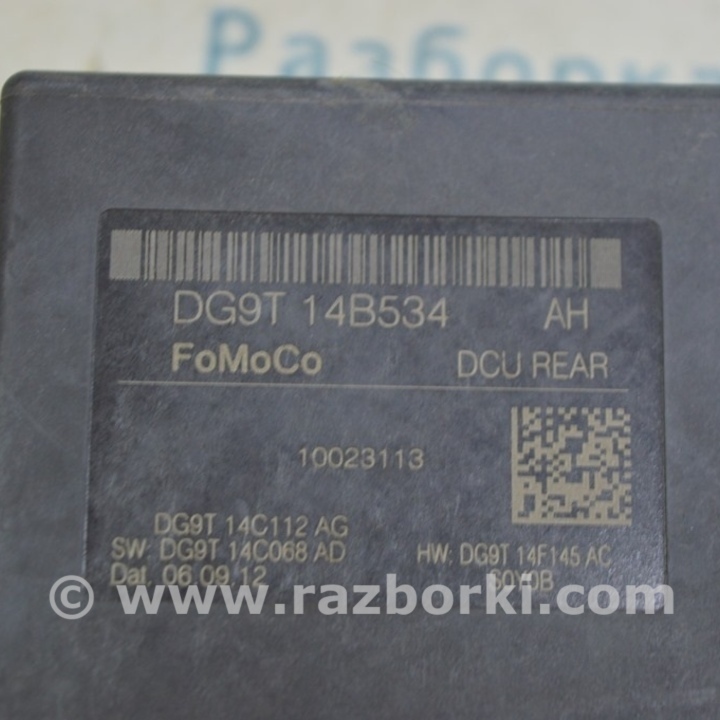 Разборк
DG9T 14B534 AH
FoMoCo DCU REAR
10023113
DG9T 14C112 AG
SW: DG9T 14C068 AD HW: DG9T 14F145 AC
Dat. 06.09.12
© www.razborki.com